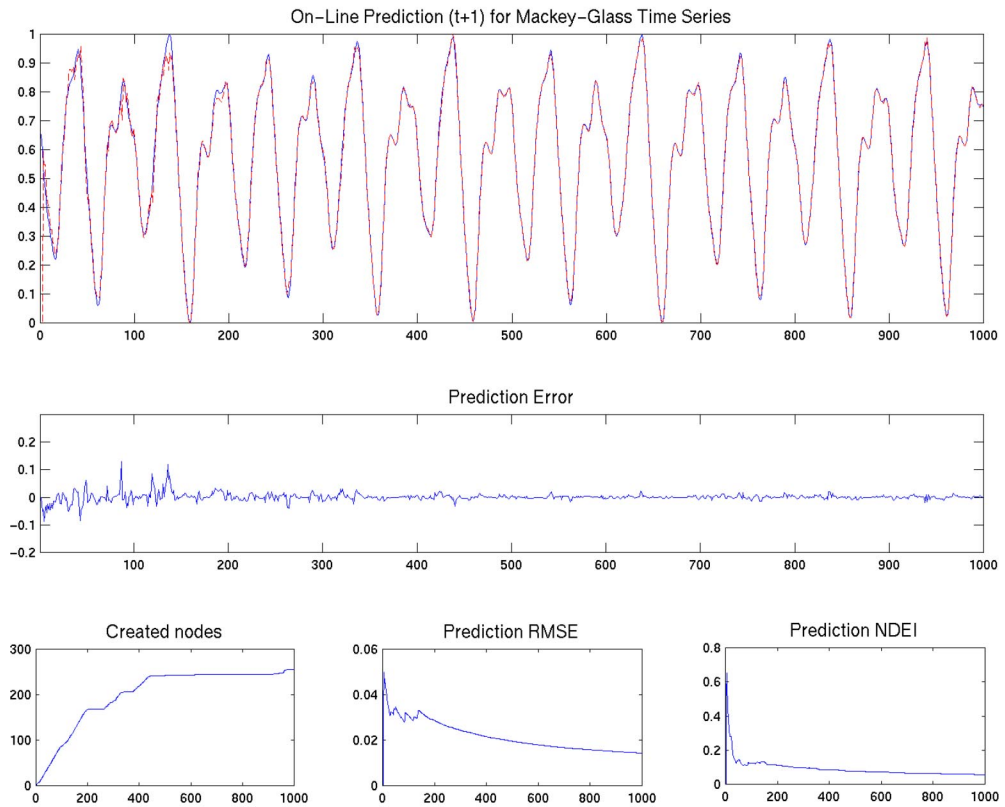 On-Line Prediction (t+1) for Mackey-Glass Time Series
1
0.9
0.8
0.7
0.6
0.5
0.4
0.3
0.2
0.1
0
0 100 200 300 400 500 600 700 800 900 1000
Prediction Error
0.2
0.1
0
-0.1
-0.2
0 100 200 300 400 500 600 700 800 900 1000
Created nodes
300
200
100
0
0 200 400 600 800 1000
Prediction RMSE
0.06
0.04
0.02
0
0 200 400 600 800 1000
Prediction NDEI
0.8
0.6
0.4
0.2
0
0 200 400 600 800 1000